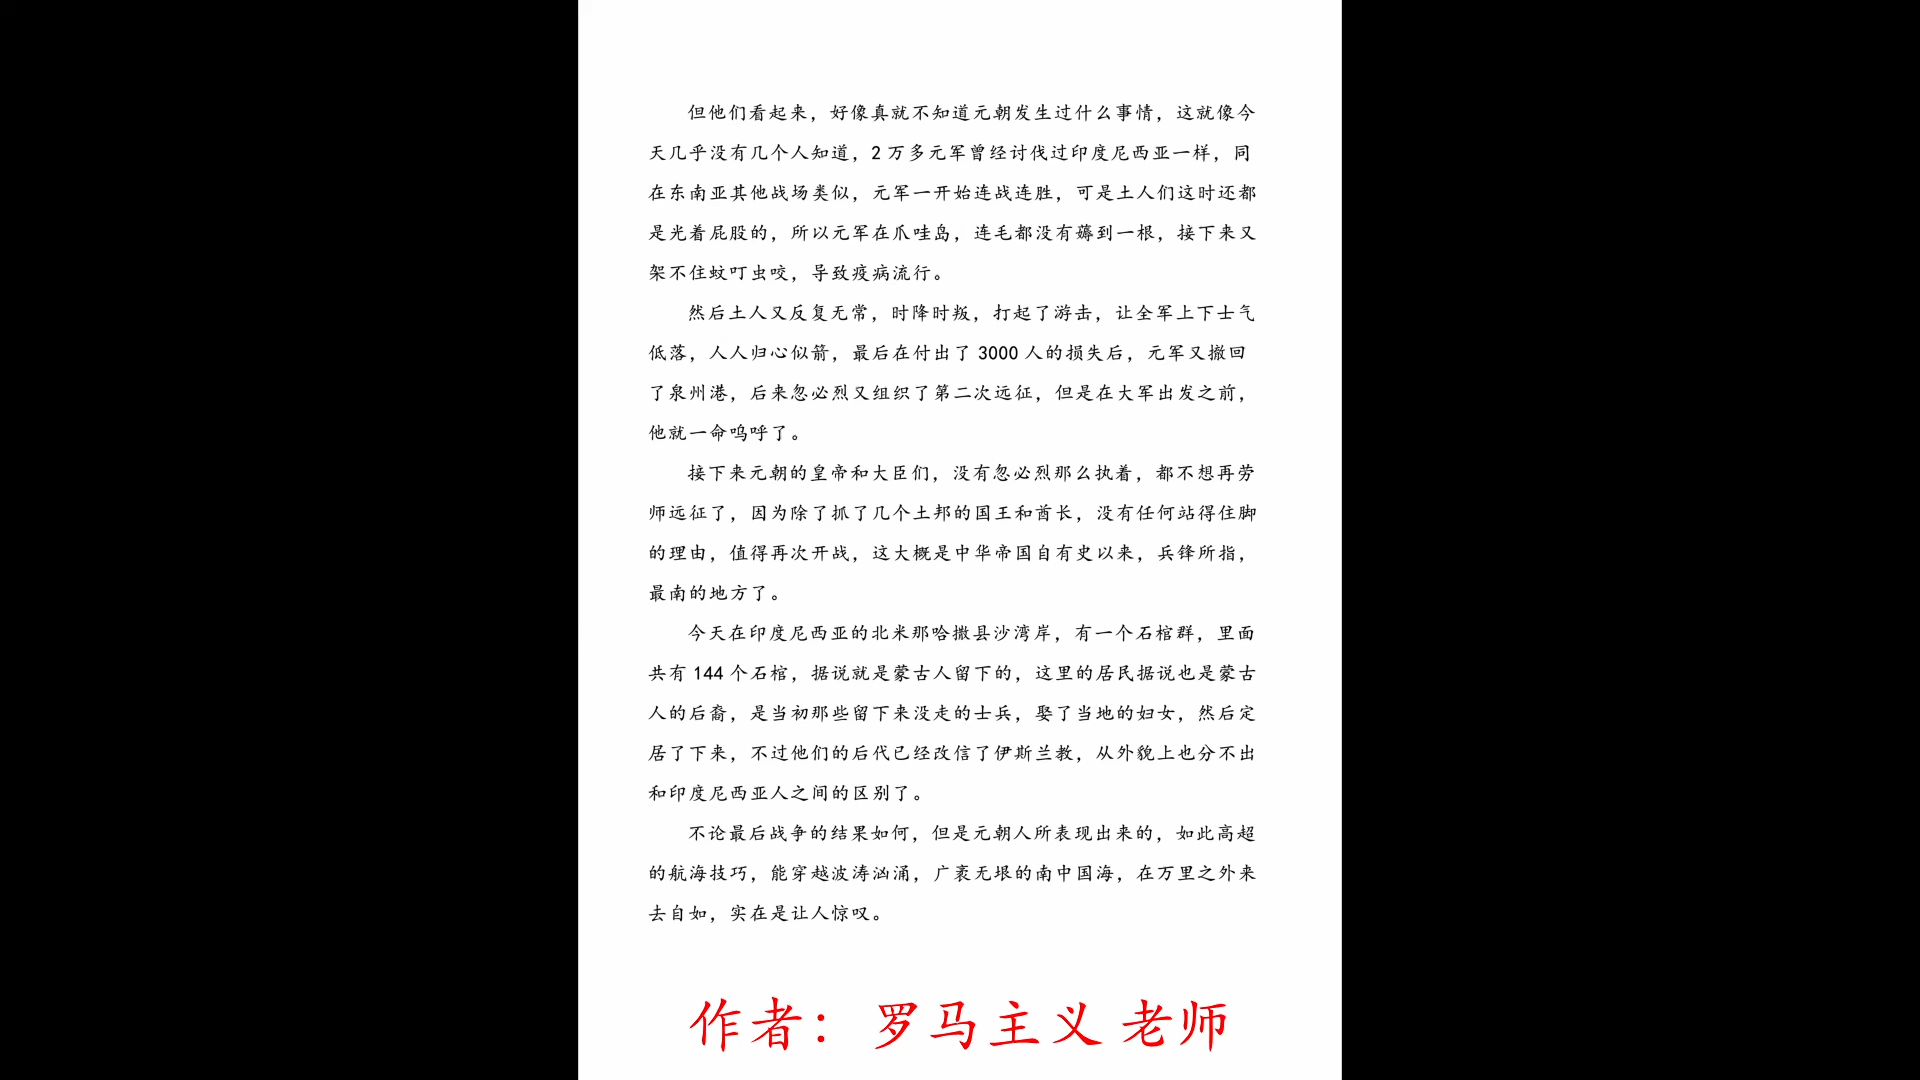 但他们看起来，好像真就不知道元朝发生过什么事情，这就像今
天几乎没有几个人知道，2 万多元军曾经讨伐过印度尼西亚一样，同
在东南亚其他战场类似，元军一开始连战连胜，可是土人们这时还都
是光着屁股的，所以元军在爪哇岛，连毛都没有薅到一根，接下来又
架不住蚊叮虫咬，导致疫病流行。
然后土人又反复无常，时降时叛，打起了游击，让全军上下士气
低落，人人归心似箭，最后在付出了 3000 人的损失后，元军又撤回
了泉州港，后来忽必烈又组织了第二次远征，但是在大军出发之前，
他就一命呜呼了。
接下来元朝的皇帝和大臣们，没有忽必烈那么执着，都不想再劳
师远征了，因为除了抓了几个土邦的国王和酋长，没有任何站得住脚
的理由，值得再次开战，这大概是中华帝国自有史以来，兵锋所指，
最南的地方了。
今天在印度尼西亚的北米那哈撒县沙湾岸，有一个石棺群，里面
共有 144 个石棺，据说就是蒙古人留下的，这里的居民据说也是蒙古
人的后裔，是当初那些留下来没走的士兵，娶了当地的妇女，然后定
居了下来，不过他们的后代已经改信了伊斯兰教，从外貌上也分不出
和印度尼西亚人之间的区别了。
不论最后战争的结果如何，但是元朝人所表现出来的，如此高超
的航海技巧，能穿越波涛汹涌，广袤无垠的南中国海，在万里之外来
去自如，实在是让人惊叹。
作者：罗马主义 老师